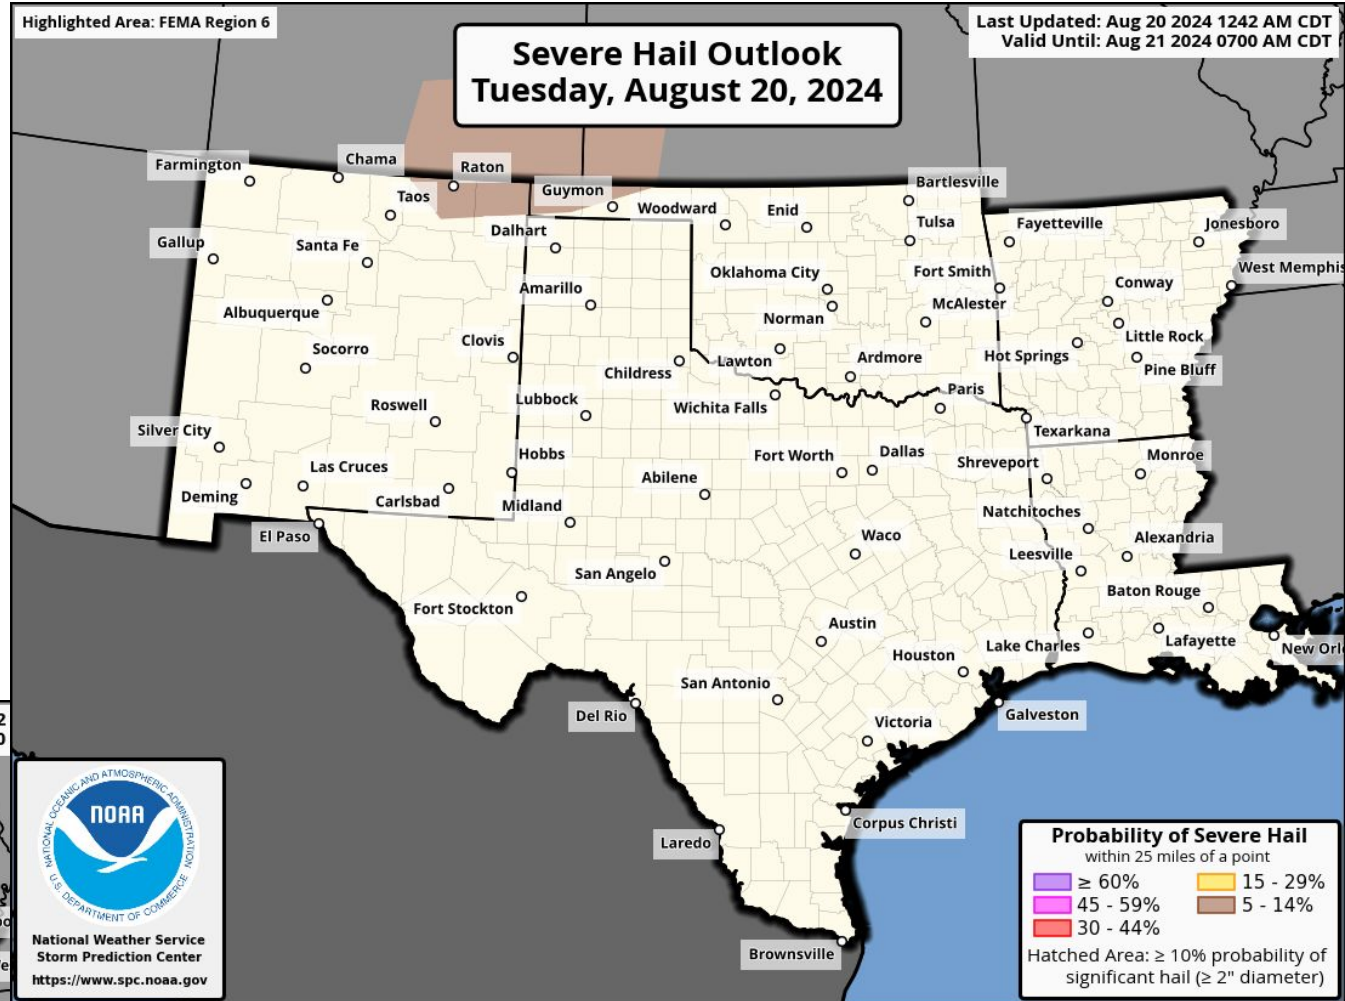 Highlighted Area: FEMA Region 6
Severe Hail Outlook
Tuesday, August 20, 2024
Last Updated: Aug 20 2024 1242 AM CDT
Valid Until: Aug 21 2024 0700 AM CDT
Farmington
Chama
Raton
Taos
Guymon
Woodward
Enid
Bartlesville
Tulsa
Fayetteville
Jonesboro
Gallup
Santa Fe
Dalhart
Oklahoma City
Fort Smith
West Memphis
Albuquerque
Amarillo
Norman
McAlester
Conway
Little Rock
Socorro
Clovis
Childress
Lawton
Ardmore
Hot Springs
Pine Bluff
Roswell
Lubbock
Wichita Falls
Paris
Texarkana
Silver City
Las Cruces
Hobbs
Abilene
Fort Worth
Dallas
Shreveport
Monroe
Deming
Carlsbad
Midland
Natchitoches
El Paso
Waco
Alexandria
San Angelo
Leesville
Fort Stockton
Baton Rouge
Austin
Houston
Lake Charles
Lafayette
New Orl
San Antonio
Del Rio
Victoria
Galveston
Laredo
Corpus Christi
Brownsville
2
0
NATIONAL OCEANIC AND ATMOSPHERIC ADMINISTRATION
NOAA
U.S. DEPARTMENT OF COMMERCE
National Weather Service
Storm Prediction Center
https://www.spc.noaa.gov
Probability of Severe Hail
within 25 miles of a point
≥ 60%
15 - 29%
45 - 59%
5 - 14%
30 - 44%
Hatched Area: ≥ 10% probability of
significant hail (≥ 2" diameter)